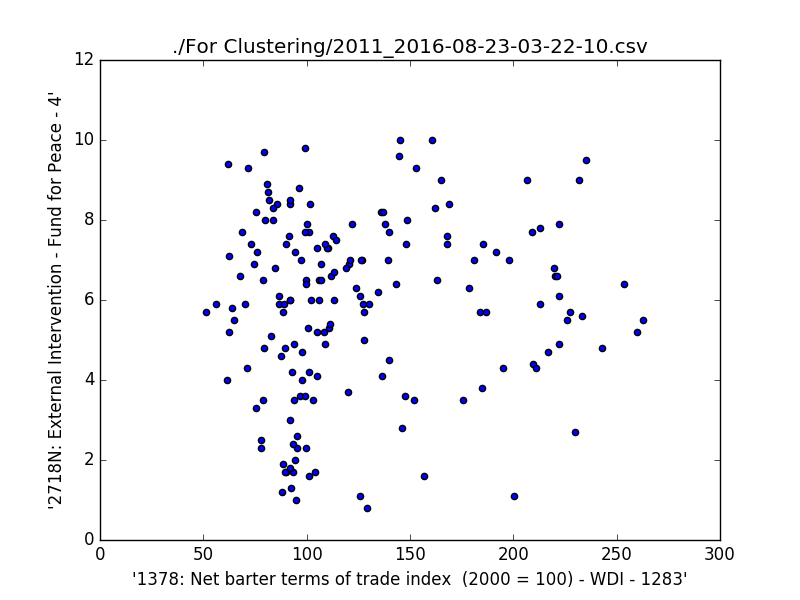 ./For Clustering/2011_2016-08-23-03-22-10.csv
12
10
8
6
4
2
0
'2718N: External Intervention - Fund for Peace - 4'
0 50 100 150 200 250 300
'1378: Net barter terms of trade index  (2000 = 100) - WDI - 1283'